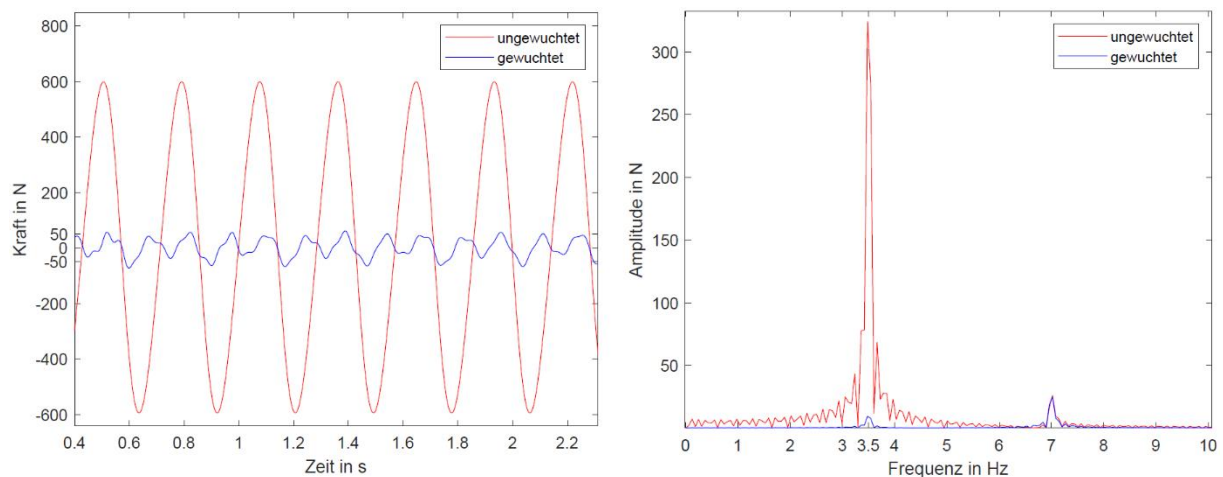 800
600
400
200
50
0
-50
-200
-400
-600
Kraft in N
ungewuchtet
gewuchtet
0.4 0.6 0.8 1 1.2 1.4 1.6 1.8 2 2.2
Zeit in s
300
250
200
150
100
50
Amplitude in N
ungewuchtet
gewuchtet
0 1 2 3 3.5 4 5 6 7 8 9 10
Frequenz in Hz